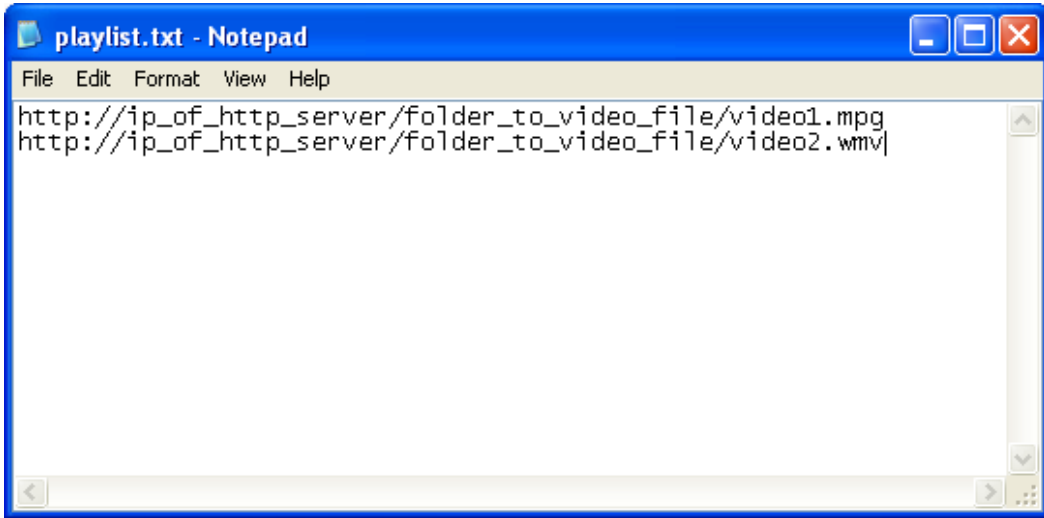 playlist.txt - Notepad
File Edit Format View Help
http://ip_of_http_server/folder_to_video_file/video1.mpg
http://ip_of_http_server/folder_to_video_file/video2.wmv